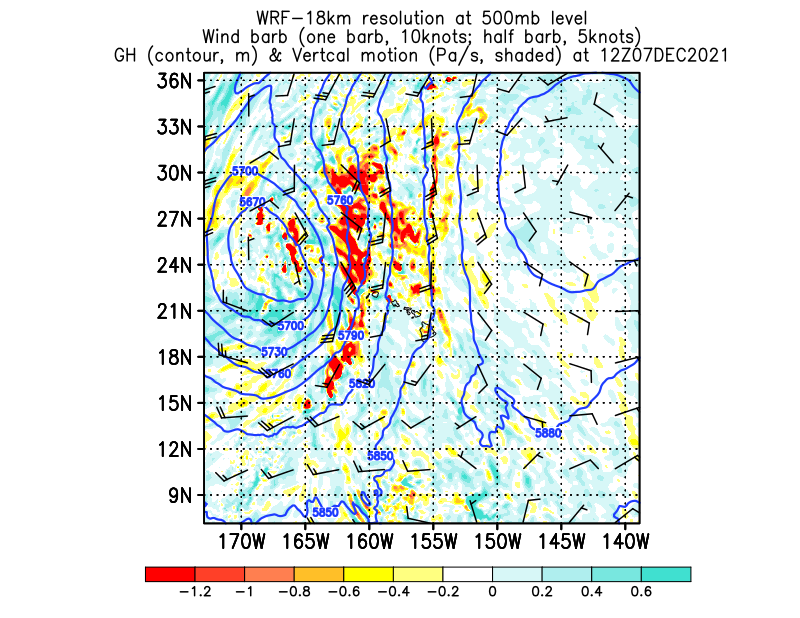 WRF-18km resolution at 500mb level
Wind barb (one barb, 10knots; half barb, 5knots)
GH (contour, m) & Vertcal motion (Pa/s, shaded) at 12Z07DEC2021
36N
33N
30N
5700
5670
5760
27N
24N
21N
5700
5790
5730
18N
5760
5820
15N
5880
12N
5850
9N
5850
170W 165W 160W 155W 150W 145W 140W
-1.2 -1 -0.8 -0.6 -0.4 -0.2 0 0.2 0.4 0.6